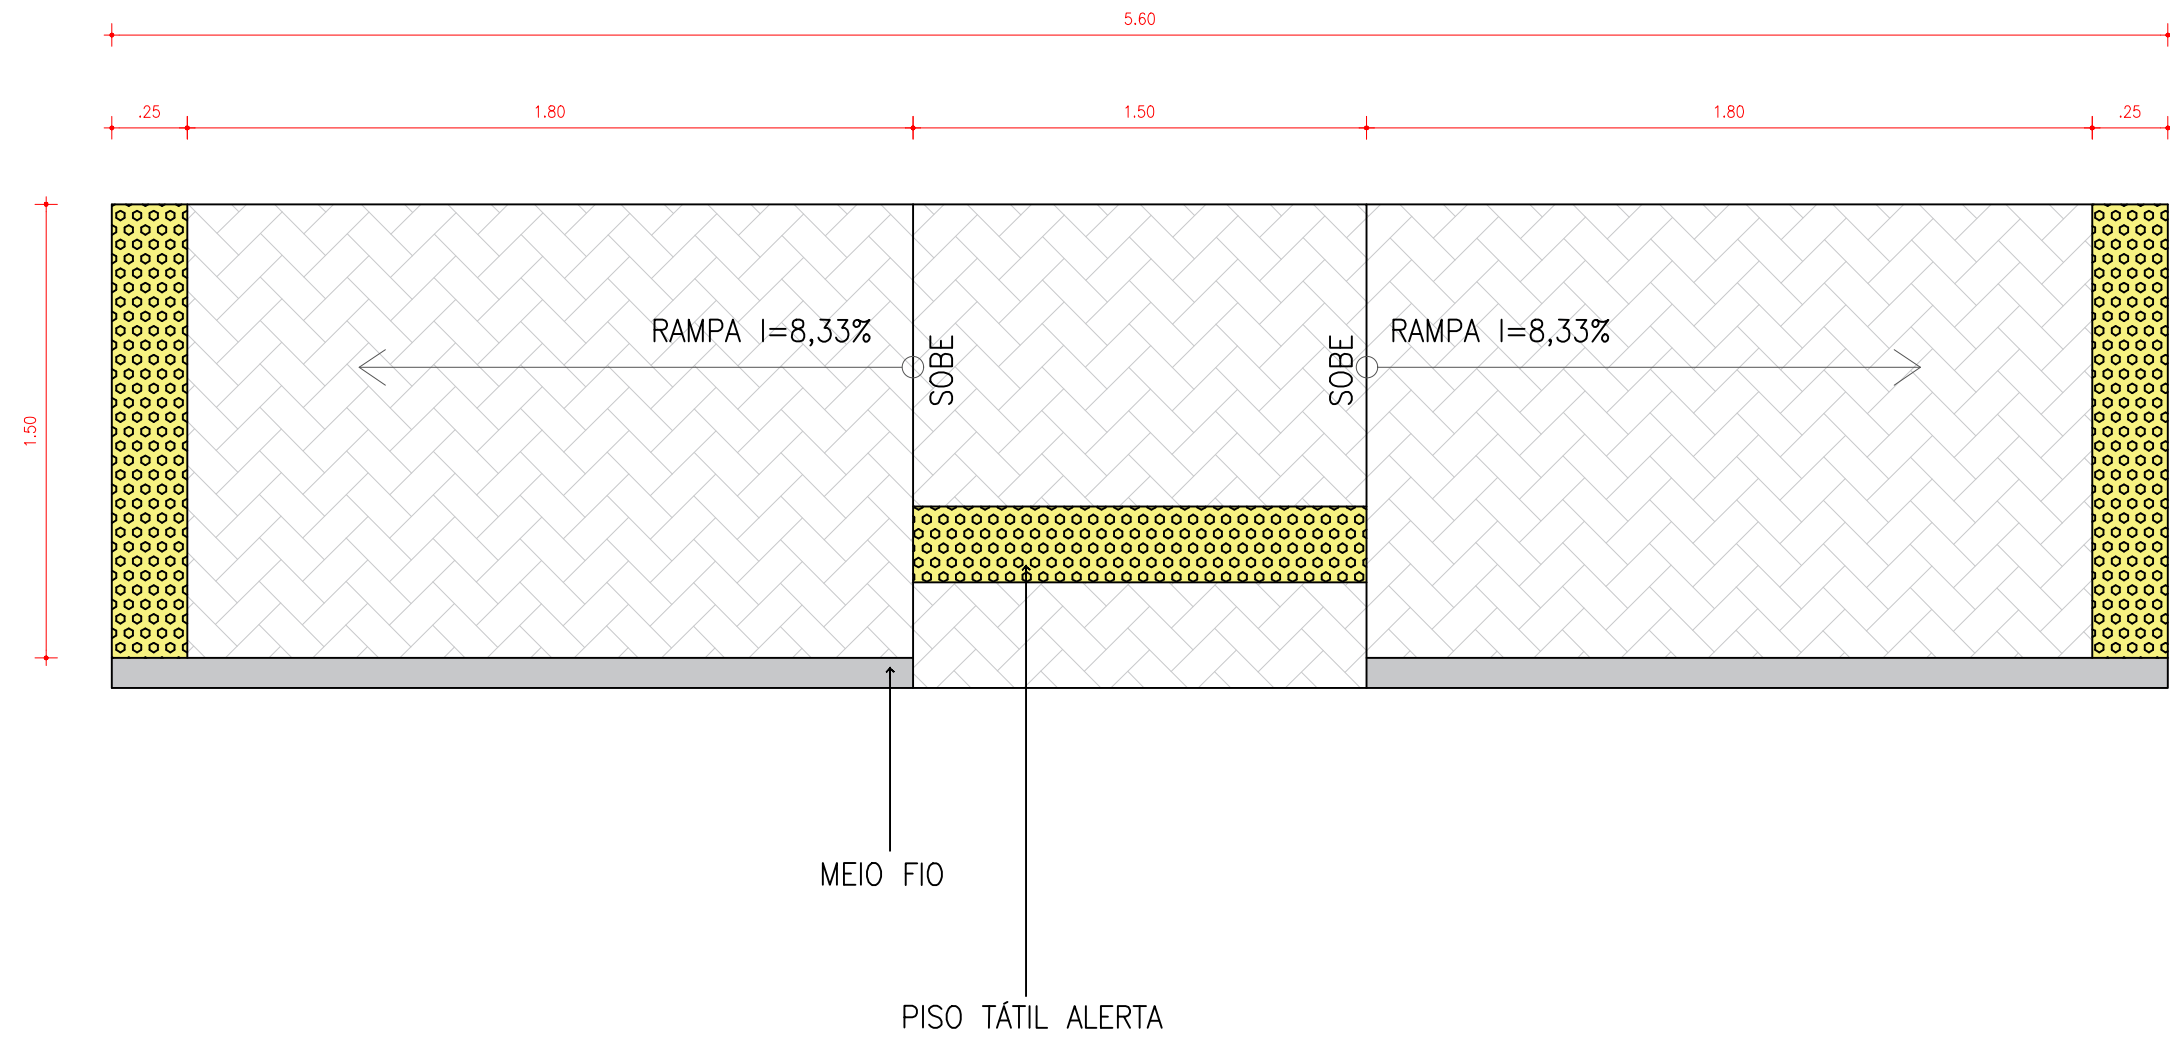 5.60
.25
1.80
1.50
1.80
.25
1.50
RAMPA I=8,33%
SOBE
SOBE
RAMPA I=8,33%
MEIO FIO
PISO TÁTIL ALERTA